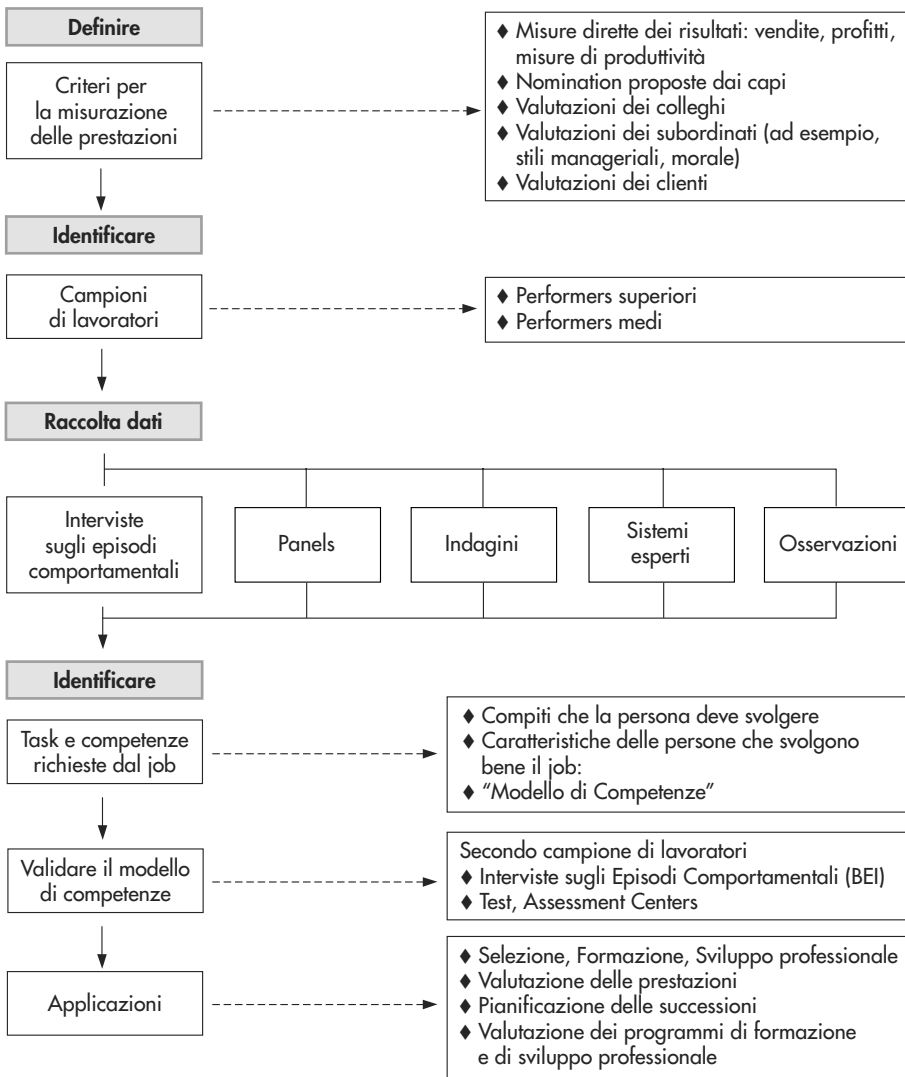 Definire
Criteri per
la misurazione
delle prestazioni
♦ Misure dirette dei risultati: vendite, profitti,
misure di produttività
♦ Nomination proposte dai capi
♦ Valutazioni dei colleghi
♦ Valutazioni dei subordinati (ad esempio,
stili manageriali, morale)
♦ Valutazioni dei clienti
Identificare
Campioni
di lavoratori
♦ Performers superiori
♦ Performers medi
Raccolta dati
Interviste
sugli episodi
comportamentali
Panels
Indagini
Sistemi
esperti
Osservazioni
Identificare
Task e competenze
richieste dal job
♦ Compiti che la persona deve svolgere
♦ Caratteristiche delle persone che svolgono
bene il job:
♦ “Modello di Competenze”
Validare il modello
di competenze
Secondo campione di lavoratori
♦ Interviste sugli Episodi Comportamentali (BEI)
♦ Test, Assessment Centers
Applicazioni
♦ Selezione, Formazione, Sviluppo professionale
♦ Valutazione delle prestazioni
♦ Pianificazione delle successioni
♦ Valutazione dei programmi di formazione
e di sviluppo professionale